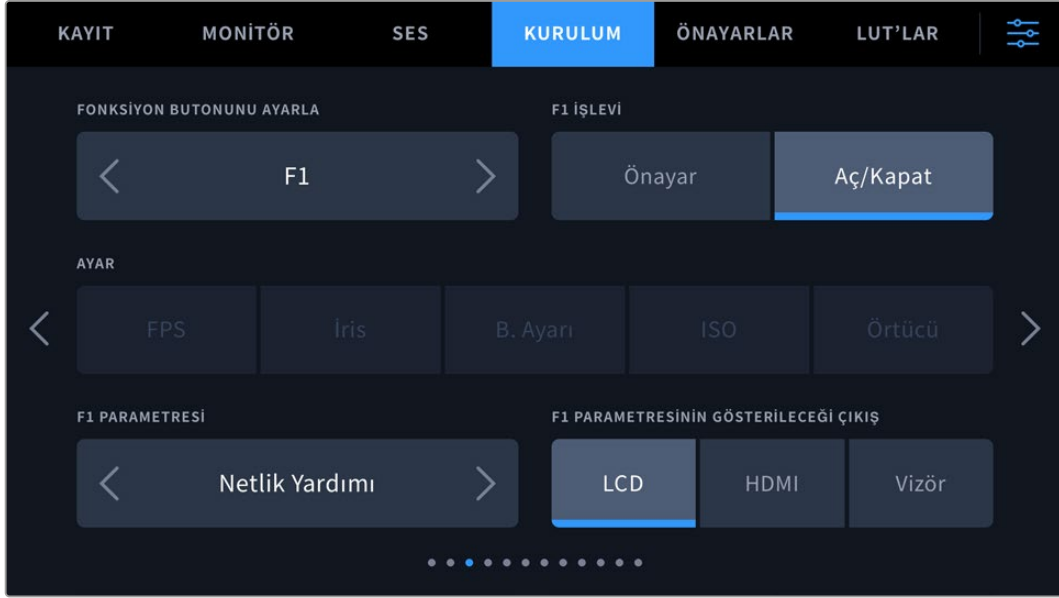 KAYIT MONİTÖR SES KURULUM ÖNAYARLAR LUT’LAR
FONKSİYON BUTONUNU AYARLA F1 İŞLEVİ
F1 Önayar Aç/Kapat
AYAR
FPS İris B. Ayarı ISO Örtücü
F1 PARAMETRESİ F1 PARAMETRESİNİN GÖSTERİLECEĞİ ÇIKIŞ
Netlik Yardımı LCD HDMI Vizör